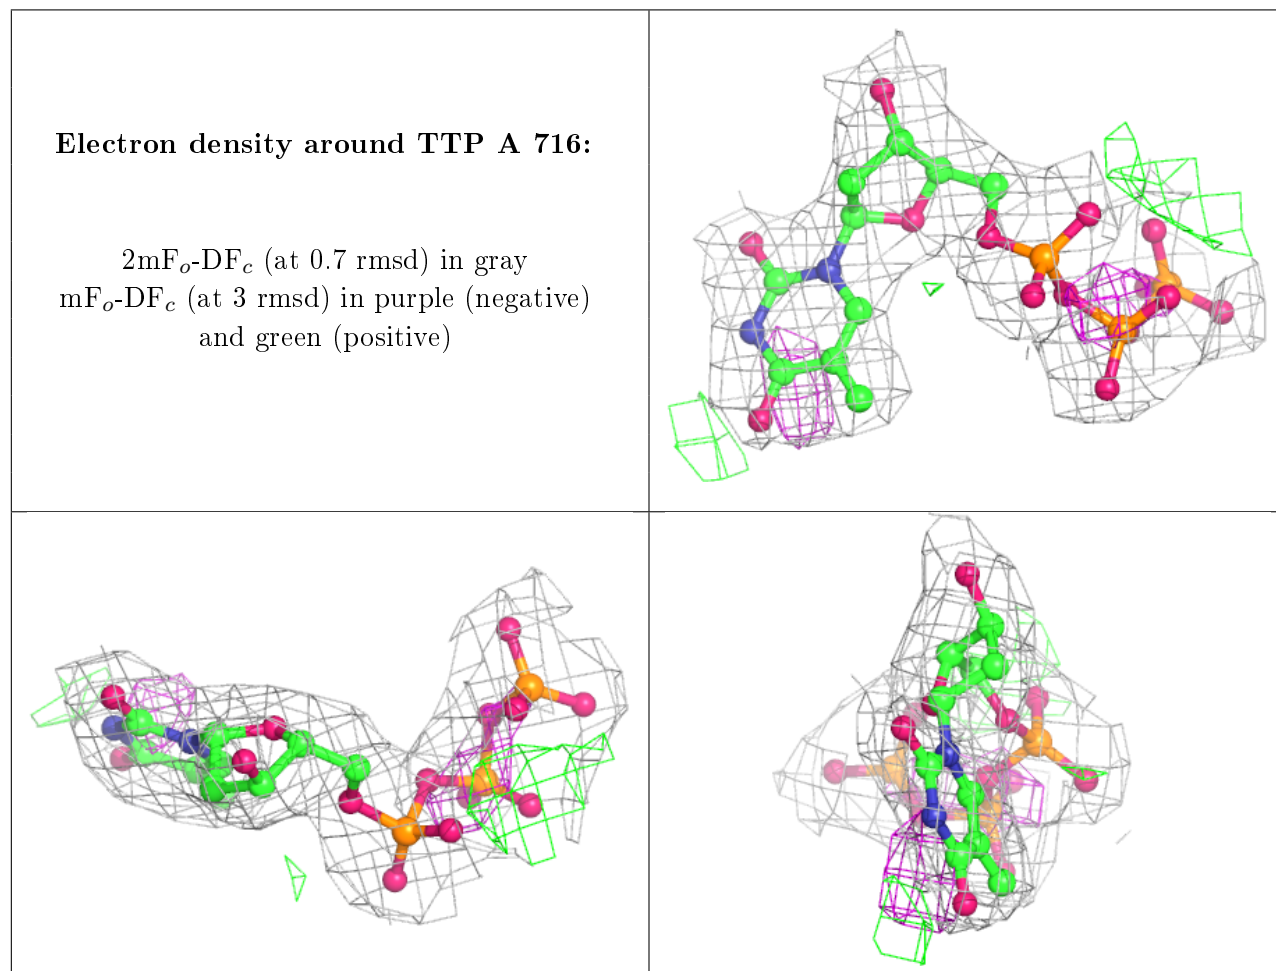 Electron density around TTP A 716:
2mFo-DFc (at 0.7 rmsd) in gray
mFo-DFc (at 3 rmsd) in purple (negative)
and green (positive)